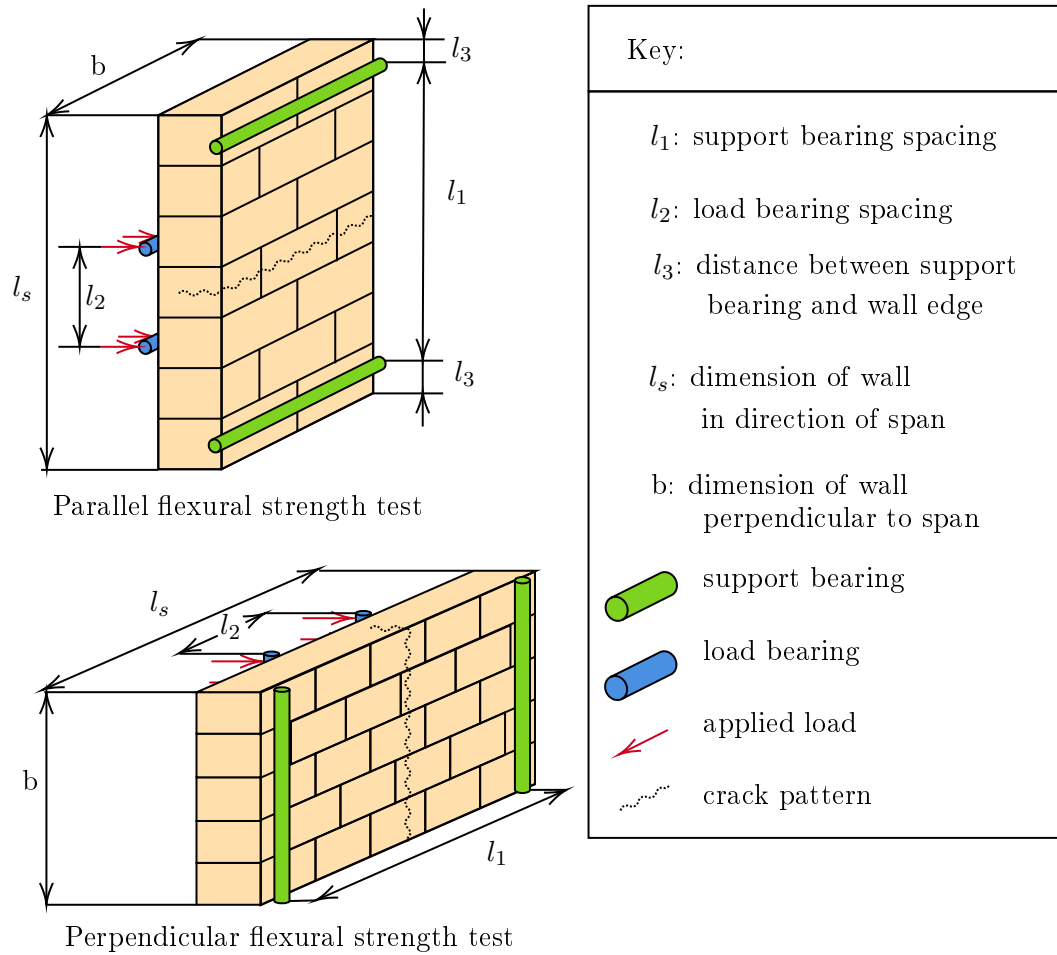 b
l₃
l₁
lₛ
l₂
l₃
Parallel flexural strength test
lₛ
l₂
b
l₁
Perpendicular flexural strength test
Key:
l₁: support bearing spacing
l₂: load bearing spacing
l₃: distance between support
bearing and wall edge
lₛ: dimension of wall
in direction of span
b: dimension of wall
perpendicular to span
support bearing
load bearing
applied load
crack pattern